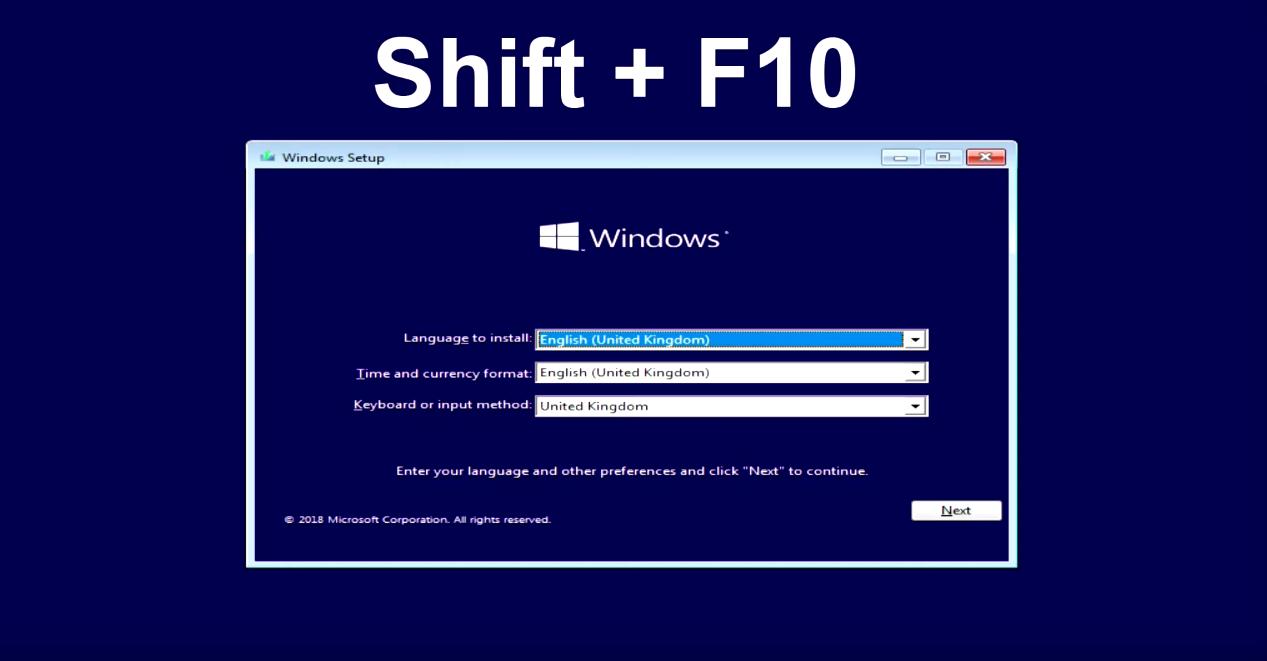 Shift + F10
Windows Setup
Windows
Language to install: English (United Kingdom)
Time and currency format: English (United Kingdom)
Keyboard or input method: United Kingdom
Enter your language and other preferences and click "Next" to continue.
© 2018 Microsoft Corporation. All rights reserved.
Next